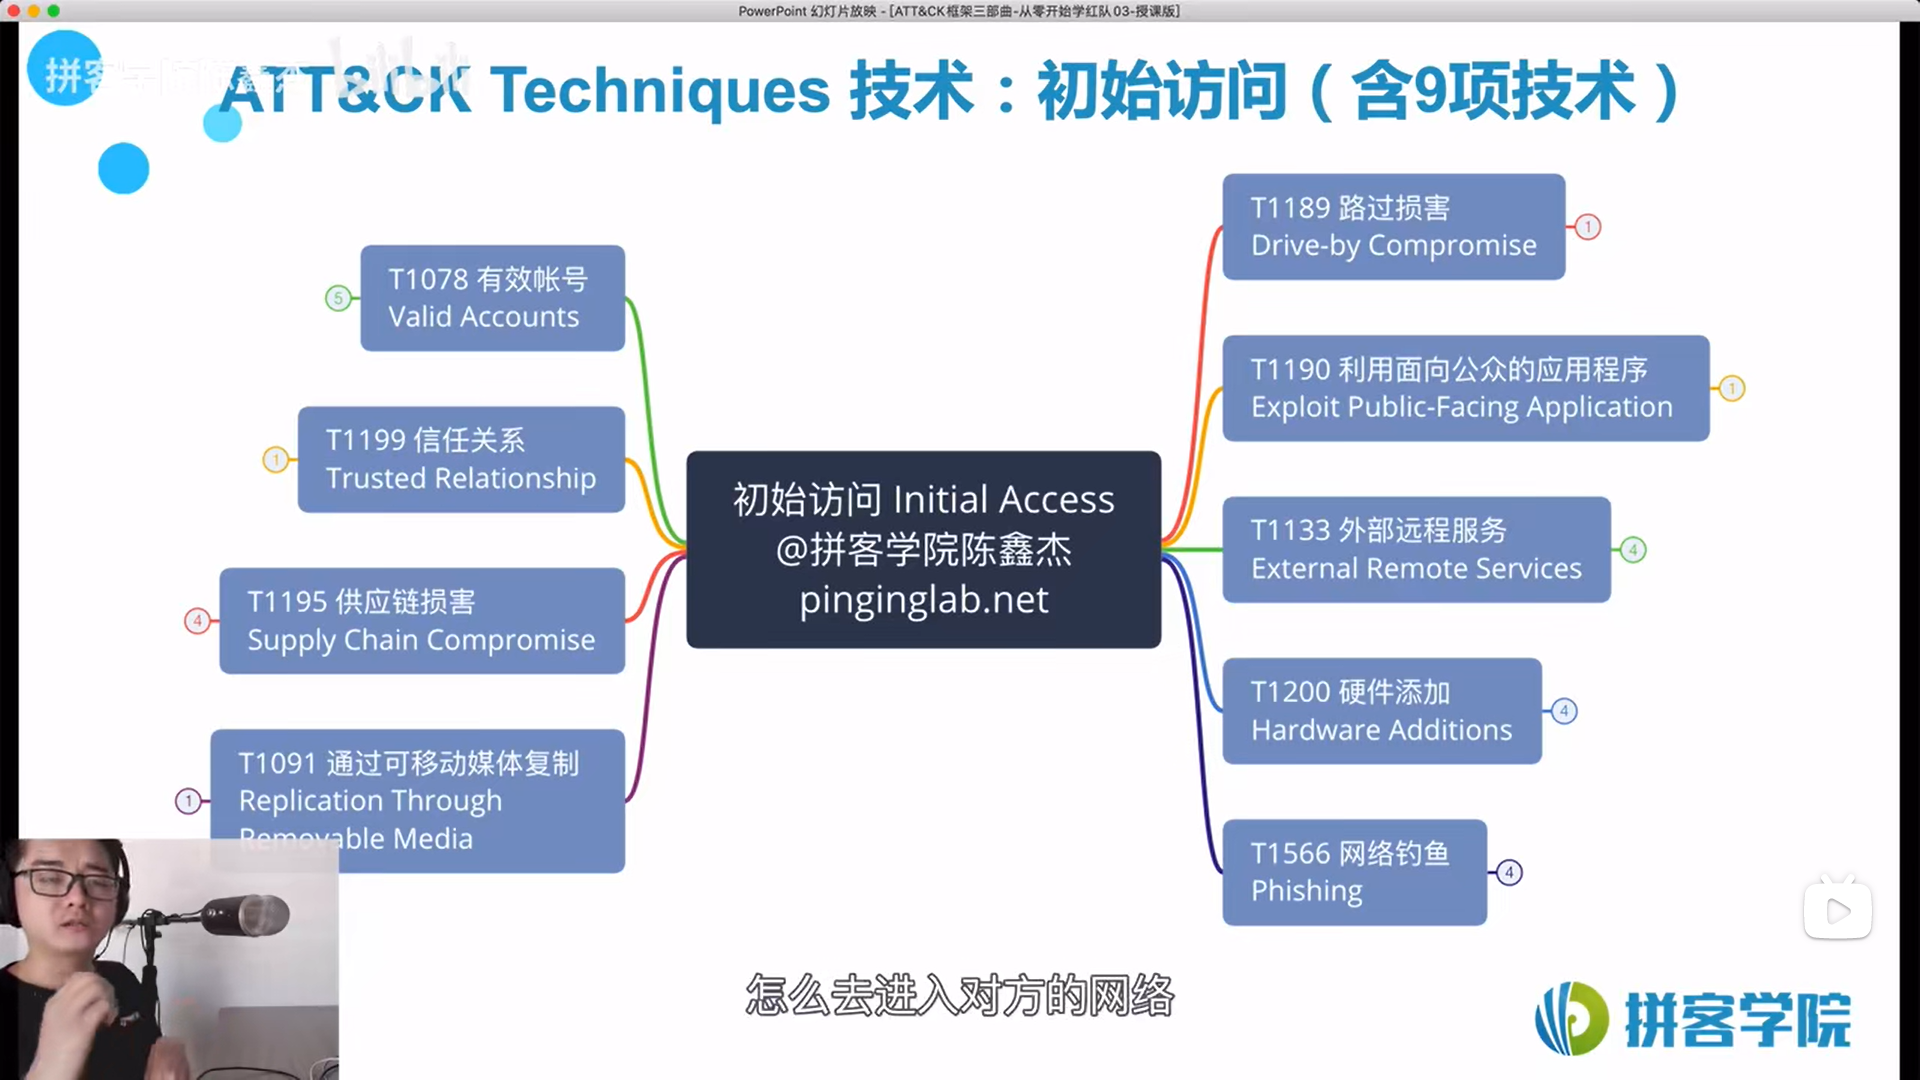 PowerPoint 幻灯片放映 - [ATT&CK框架三部曲-从零开始学红队 03-授课版]
ATT&CK Techniques 技术：初始访问（含9项技术）
T1078 有效帐号
Valid Accounts
5
T1199 信任关系
Trusted Relationship
1
T1195 供应链损害
Supply Chain Compromise
4
T1091 通过可移动媒体复制
Replication Through
Removable Media
1
初始访问 Initial Access
@拼客学院陈鑫杰
pinginglab.net
T1189 路过损害
Drive-by Compromise
1
T1190 利用面向公众的应用程序
Exploit Public-Facing Application
1
T1133 外部远程服务
External Remote Services
4
T1200 硬件添加
Hardware Additions
4
T1566 网络钓鱼
Phishing
4
怎么去进入对方的网络
拼客学院